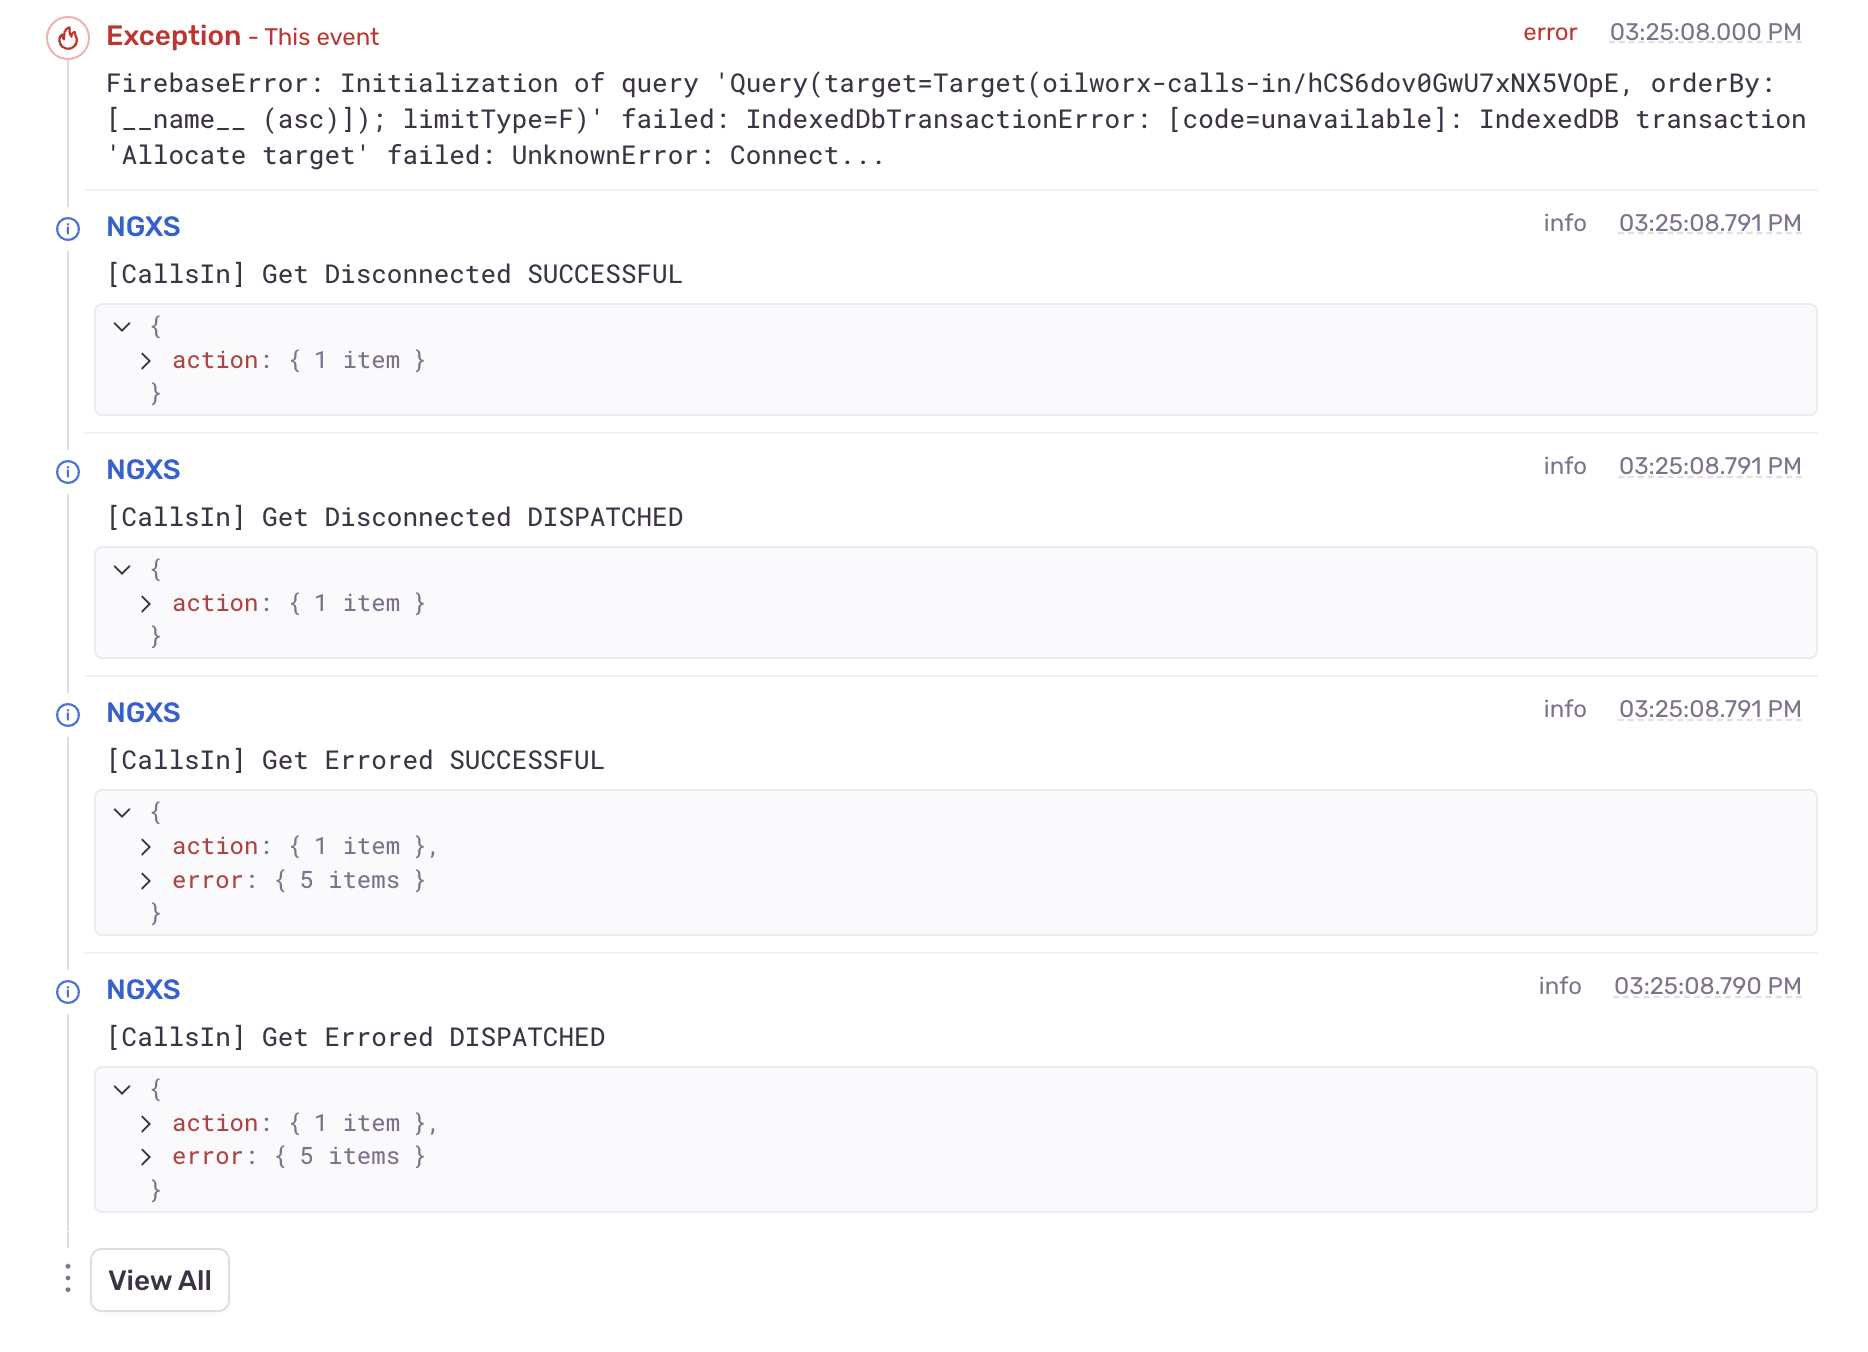 Exception - This event error 03:25:08.000 PM
FirebaseError: Initialization of query 'Query(target=Target(oilworx-calls-in/hCS6dov0GwU7xNX5VOpE, orderBy:
[__name__ (asc)]); limitType=F)' failed: IndexedDbTransactionError: [code=unavailable]: IndexedDB transaction
'Allocate target' failed: UnknownError: Connect...
NGXS info 03:25:08.791 PM
[CallsIn] Get Disconnected SUCCESSFUL
{
action: { 1 item }
}
NGXS info 03:25:08.791 PM
[CallsIn] Get Disconnected DISPATCHED
{
action: { 1 item }
}
NGXS info 03:25:08.791 PM
[CallsIn] Get Errored SUCCESSFUL
{
action: { 1 item },
error: { 5 items }
}
NGXS info 03:25:08.790 PM
[CallsIn] Get Errored DISPATCHED
{
action: { 1 item },
error: { 5 items }
}
View All